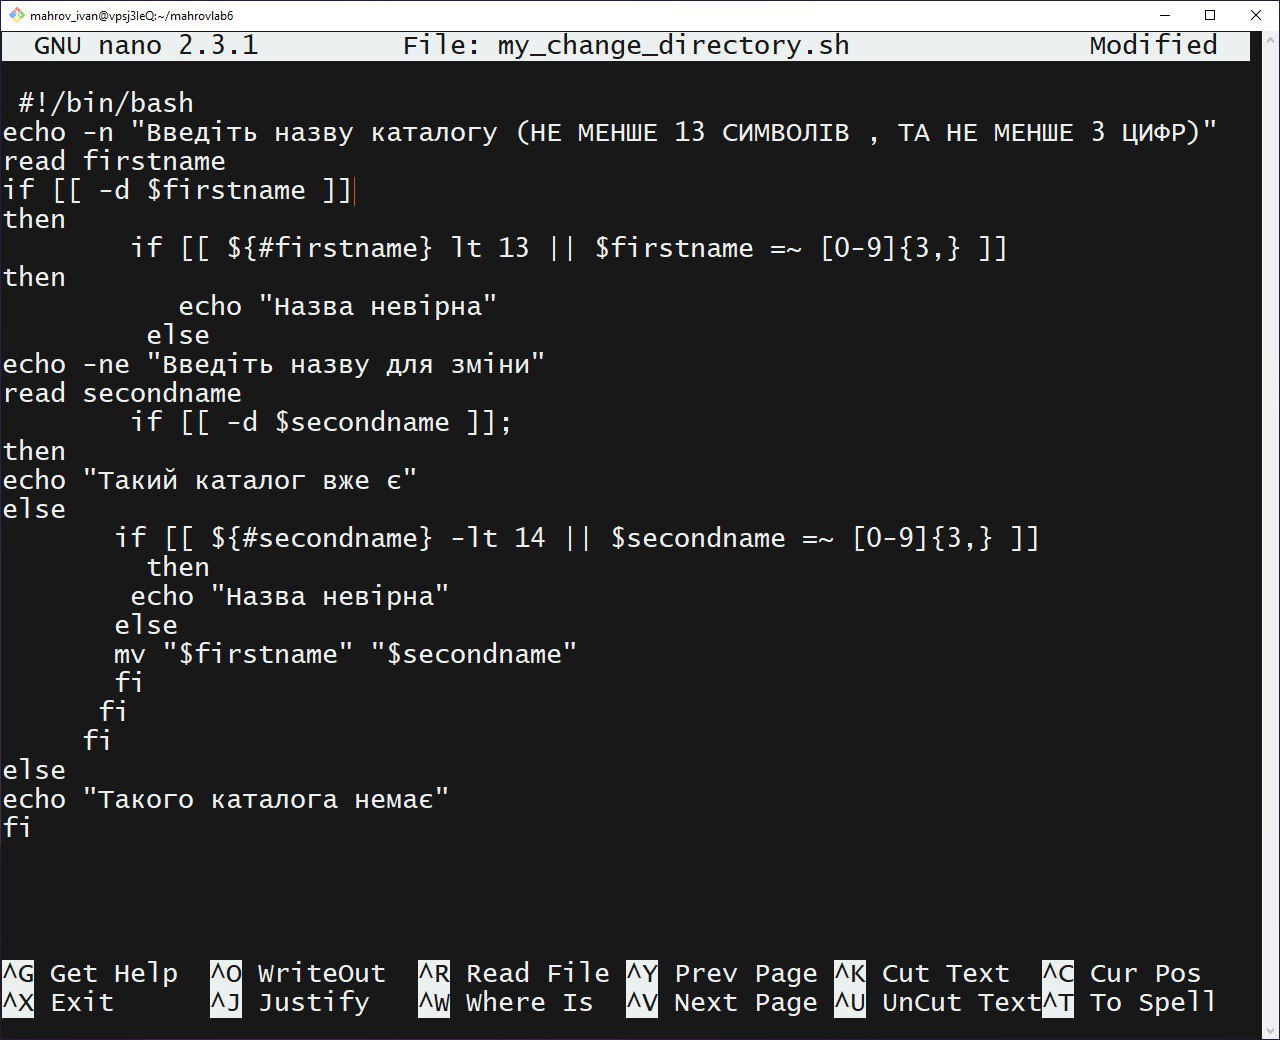 mahrov_ivan@vpsj3leQ:~/mahrovlab6
GNU nano 2.3.1 File: my_change_directory.sh Modified
#!/bin/bash
echo -n "Введіть назву каталогу (НЕ МЕНШЕ 13 СИМВОЛІВ , ТА НЕ МЕНШЕ 3 ЦИФР)"
read firstname
if [[ -d $firstname ]]
then
if [[ ${#firstname} lt 13 || $firstname =~ [0-9]{3,} ]]
then
echo "Назва невірна"
else
echo -ne "Введіть назву для зміни"
read secondname
if [[ -d $secondname ]];
then
echo "Такий каталог вже є"
else
if [[ ${#secondname} -lt 14 || $secondname =~ [0-9]{3,} ]]
then
echo "Назва невірна"
else
mv "$firstname" "$secondname"
fi
fi
fi
else
echo "Такого каталога немає"
fi
^G Get Help ^O WriteOut ^R Read File ^Y Prev Page ^K Cut Text ^C Cur Pos
^X Exit ^J Justify ^W Where Is ^V Next Page ^U UnCut Text ^T To Spell